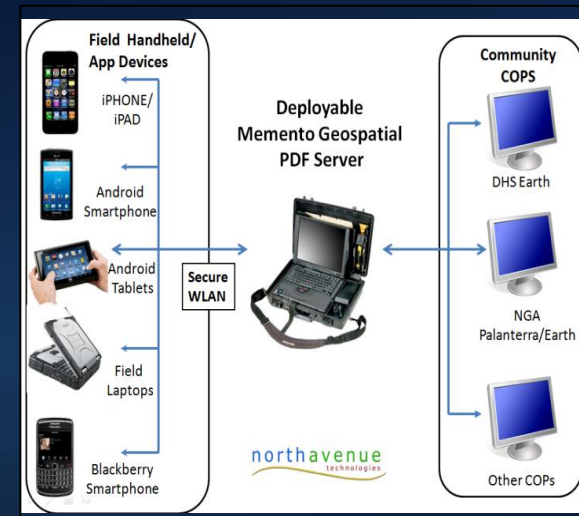 Field Handheld/
App Devices
iPHONE/
iPAD
Android
Smartphone
Android
Tablets
Field
Laptops
Blackberry
Smartphone
Secure
WLAN
Deployable
Memento Geospatial
PDF Server
northavenue
technologies
Community
COPS
DHS Earth
NGA
Palanterra/Earth
Other COPs